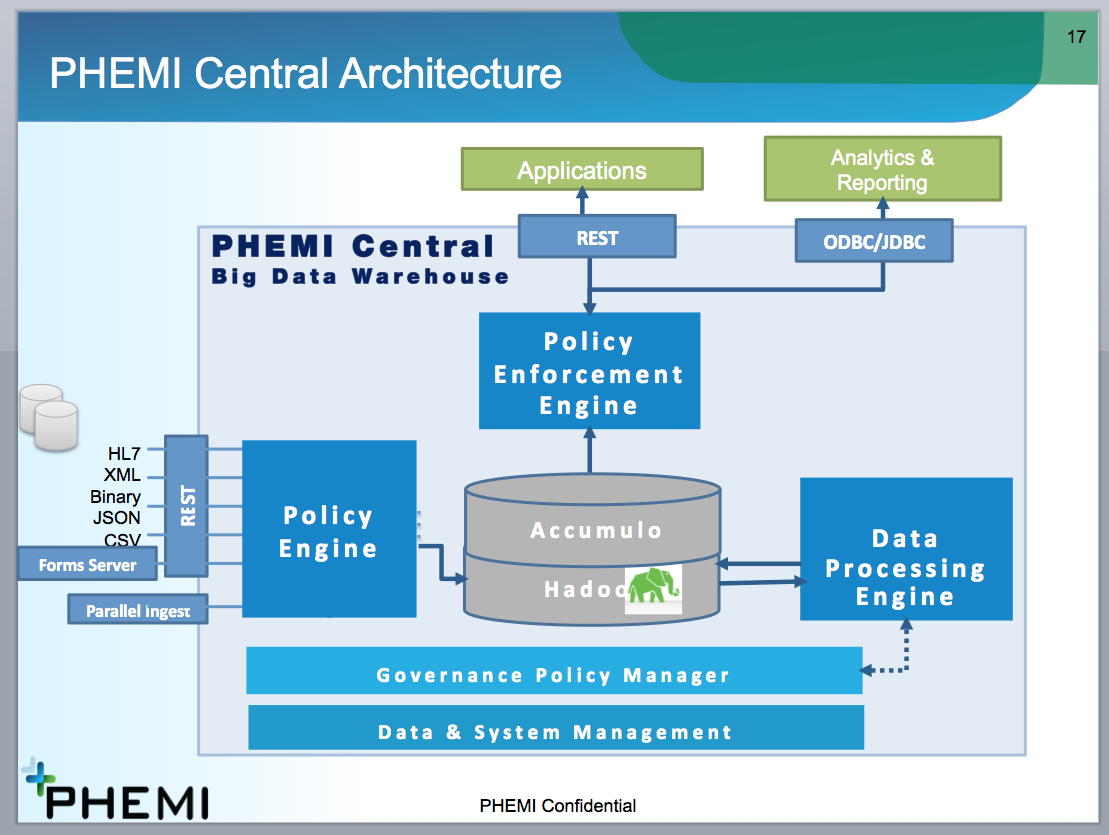 17
PHEMI Central Architecture
Applications
Analytics &
Reporting
REST
ODBC/JDBC
PHEMI Central
Big Data Warehouse
Policy
Enforcement
Engine
HL7
XML
Binary
JSON
CSV
REST
Forms Server
Parallel ingest
Policy
Engine
Accumulo
Hadoo
Data
Processing
Engine
Governance Policy Manager
Data & System Management
PHEMI
PHEMI Confidential